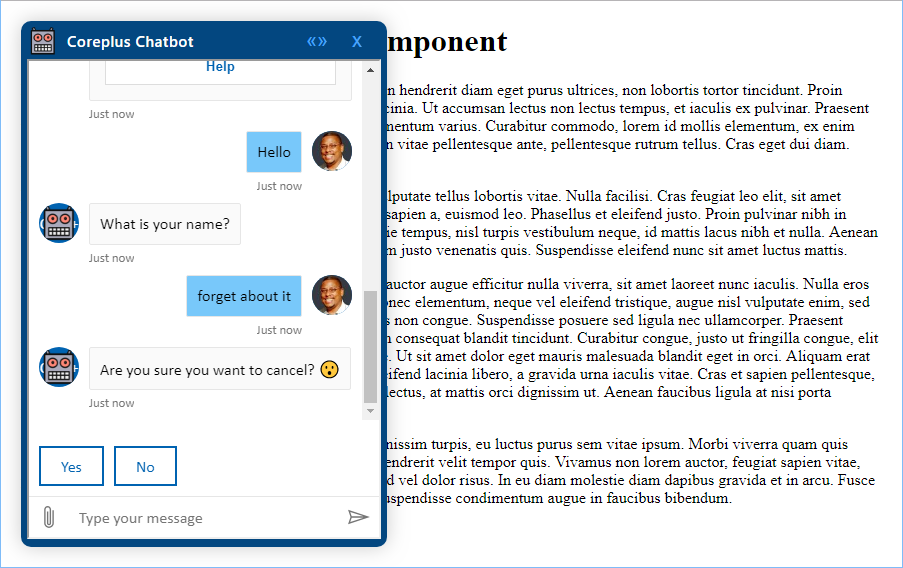 Coreplus Chatbot «» X
Help
Just now
Hello
Just now
What is your name?
Just now
forget about it
Just now
Are you sure you want to cancel? 😮
Just now
Yes No
Type your message
mponent
hendrerit diam eget purus ultrices, non lobortis tortor tincidunt. Proin
cinia. Ut accumsan lectus non lectus tempus, et iaculis ex pulvinar. Praesent
mentum varius. Curabitur commodo, lorem id mollis elementum, ex enim
vitae pellentesque ante, pellentesque rutrum tellus. Cras eget dui diam.
lputate tellus lobortis vitae. Nulla facilisi. Cras feugiat leo elit, sit amet
sapien a, euismod leo. Phasellus et eleifend justo. Proin pulvinar nibh in
ie tempus, nisl turpis vestibulum neque, id mattis lacus nibh et nulla. Aenean
justo venenatis quis. Suspendisse eleifend nunc sit amet luctus mattis.
auctor augue efficitur nulla viverra, sit amet laoreet nunc iaculis. Nulla eros
nec elementum, neque vel eleifend tristique, augue nisl vulputate enim, sed
non congue. Suspendisse posuere sed ligula nec ullamcorper. Praesent
consequat blandit tincidunt. Curabitur congue, justo ut fringilla congue, elit
. Ut sit amet dolor eget mauris malesuada blandit eget in orci. Aliquam erat
ifend lacinia libero, a gravida urna iaculis vitae. Cras et sapien pellentesque,
lectus, at mattis orci dignissim ut. Aenean faucibus ligula at nisi porta
nissim turpis, eu luctus purus sem vitae ipsum. Morbi viverra quam quis
endrerit velit tempor quis. Vivamus non lorem auctor, feugiat sapien vitae,
d vel dolor risus. In eu diam molestie diam dapibus gravida et in arcu. Fusce
uspendisse condimentum augue in faucibus bibendum.